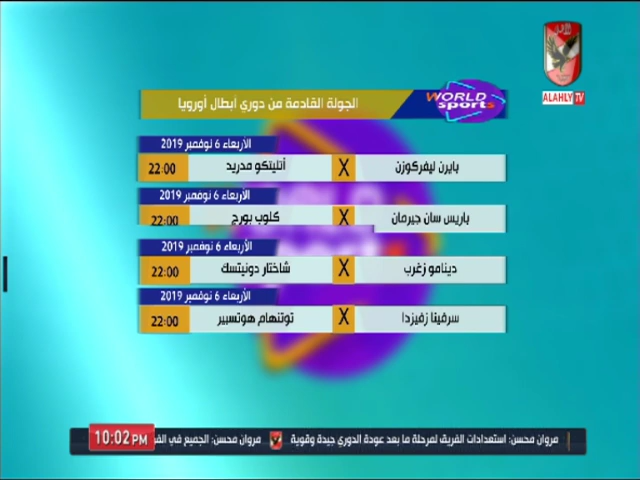 ALAHLY TV
الجولة القادمة من دوري أبطال أوروبا
WORLD sports
الأربعاء 6 نوفمبر 2019
بايرن ليفركوزن X أتليتكو مدريد 22:00
الأربعاء 6 نوفمبر 2019
باريس سان جيرمان X كلوب بورج 22:00
الأربعاء 6 نوفمبر 2019
دينامو زغرب X شاختار دونيتسك 22:00
الأربعاء 6 نوفمبر 2019
سرفينا زفيزدا X توتنهام هوتسبير 22:00
مروان محسن: استعدادات الفريق لمرحلة ما بعد عودة الدوري جيدة وقوية
مروان محسن: الجميع في الفر
10:02 PM